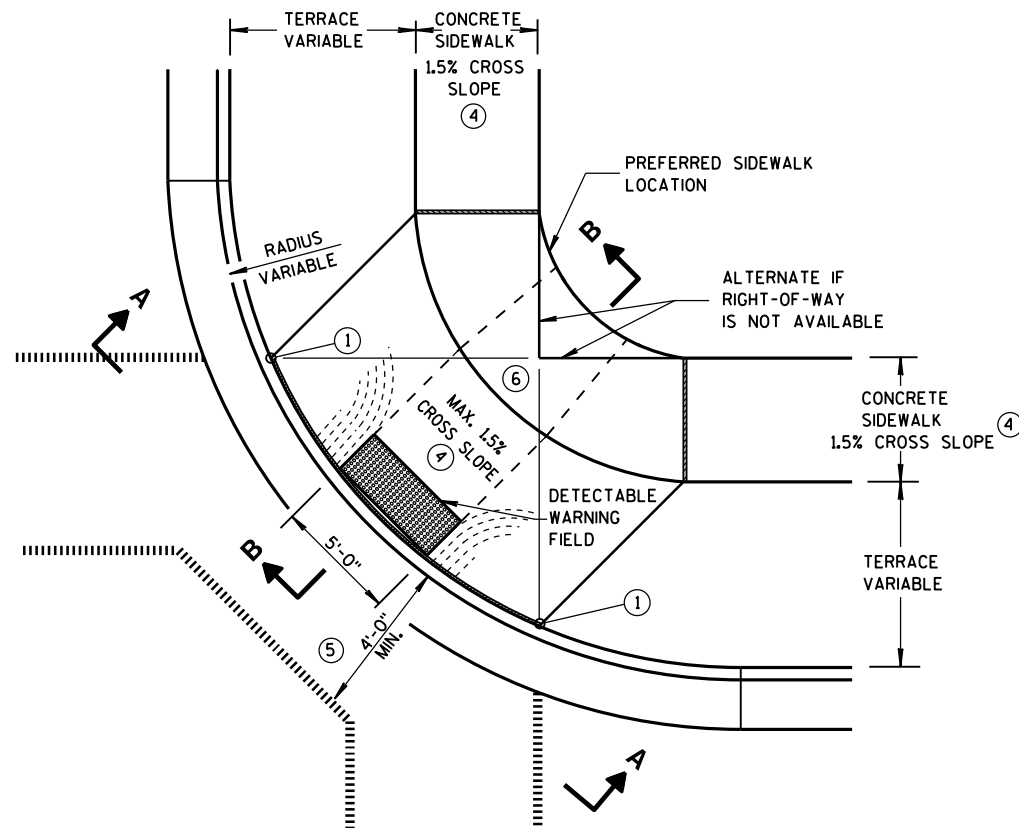 TERRACE
VARIABLE
CONCRETE
SIDEWALK
1.5% CROSS
SLOPE
4
PREFERRED SIDEWALK
LOCATION
B
RADIUS
VARIABLE
ALTERNATE IF
RIGHT-OF-WAY
IS NOT AVAILABLE
A
1
6
MAX. 1.5%
CROSS SLOPE
4
CONCRETE
SIDEWALK
1.5% CROSS SLOPE
4
DETECTABLE
WARNING
FIELD
B
5'-0"
TERRACE
VARIABLE
1
5
4'-0"
MIN.
A